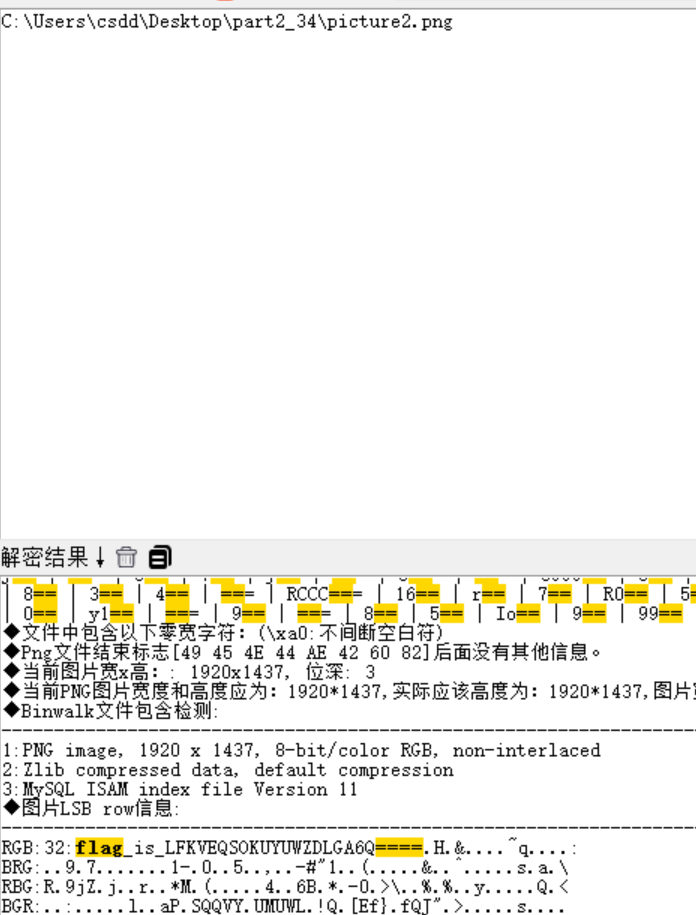 C:\Users\csdd\Desktop\part2_34\picture2.png
解密结果↓
| 8== | 3== | 4== | ==== | RCCC=== | 16== | r== | 7== | R0== | 5=
| 0== | y1== | ==== | 9== | ==== | 8== | 5== | Io== | 9== | 99==
◆文件中包含以下零宽字符: (\xa0:不间断空白符)
◆Png文件结束标志[49 45 4E 44 AE 42 60 82]后面没有其他信息。
◆当前图片宽x高: : 1920x1437, 位深: 3
◆当前PNG图片宽度和高度应为: 1920*1437,实际应该高度为: 1920*1437,图片
◆Binwalk文件包含检测:
1:PNG image, 1920 x 1437, 8-bit/color RGB, non-interlaced
2:Zlib compressed data, default compression
3:MySQL ISAM index file Version 11
◆图片LSB row信息:
RGB:32:flag_is_LFKVEQSOKUYUWZDLGA6Q====.H.&....~q....:
BRG:..9.7.......1-.0..5..,..-#"1..(.....&..^.....s.a.\
RBG:R.9jZ.j..r..*M.(.....4..6B.*.-0.>\..%.%..y.....Q.<
BGR:..:.....l..aP.SQQVY.UMUWL.!Q.[Ef}.fQJ".>.....s....